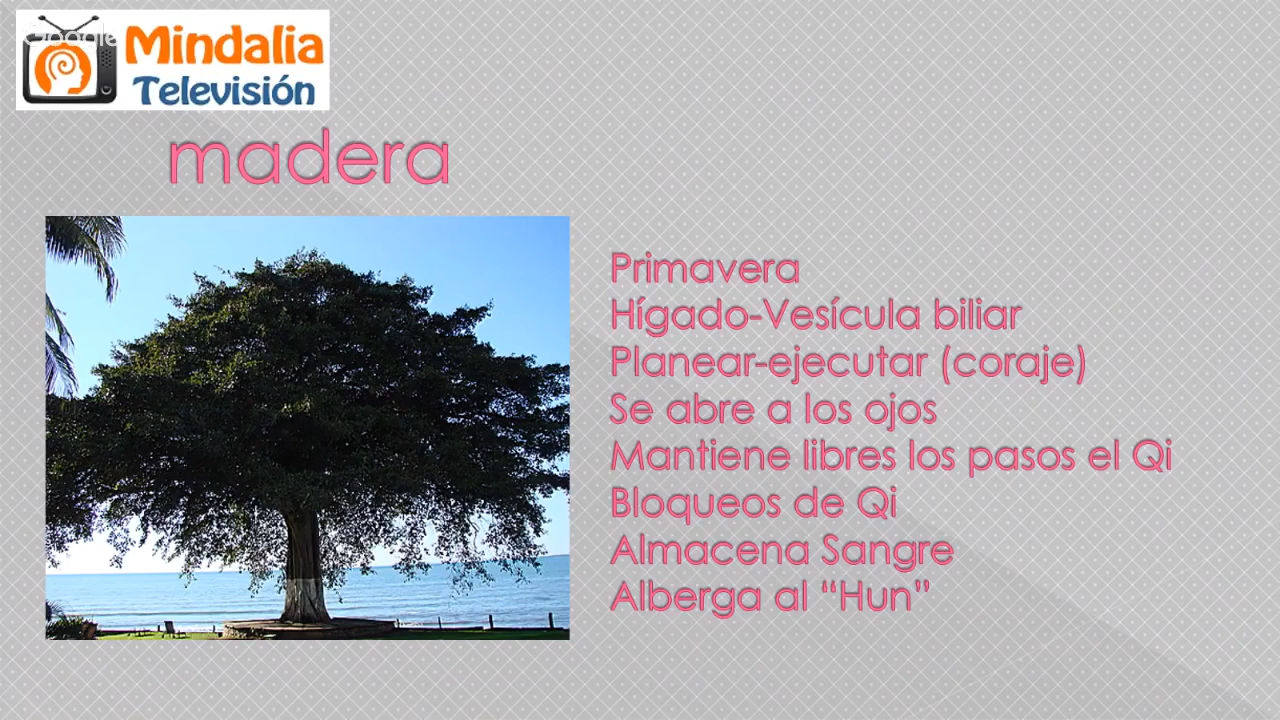 Google
Mindalia
Televisión
madera
Primavera
Hígado-Vesícula biliar
Planear-ejecutar (coraje)
Se abre a los ojos
Mantiene libres los pasos el Qi
Bloqueos de Qi
Almacena Sangre
Alberga al “Hun”